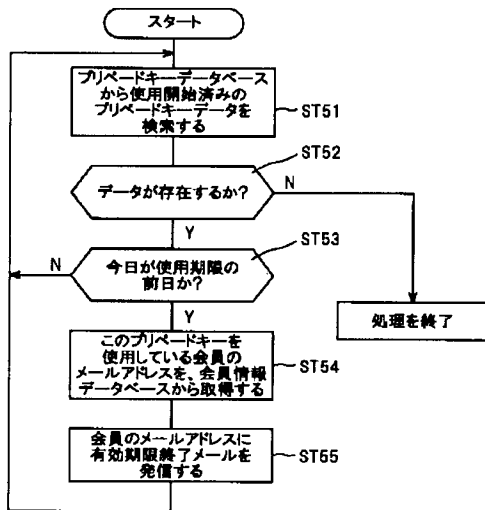 スタート
プリペードキーデータベース
から使用開始済みの
プリペードキーデータを
検索する
ST51
ST52
データが存在するか?
N
Y
ST53
N
今日が使用期限の
前日か?
処理を終了
Y
このプリペードキーを
使用している会員の
メールアドレスを、会員情報
データベースから取得する
ST54
会員のメールアドレスに
有効期限終了メールを
発信する
ST55